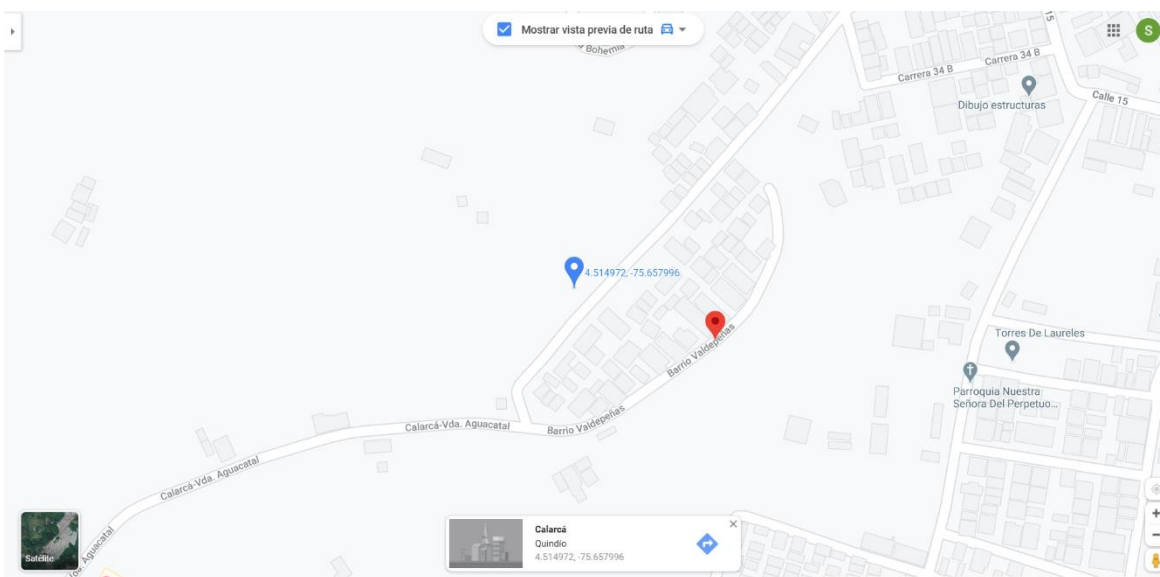 Mostrar vista previa de ruta
Bohemia
15
S
Carrera 34 B
Carrera 34 B
Calle 15
Dibujo estructuras
4.514972, -75.657996
Barrio Valdepeñas
Torres De Laureles
Parroquia Nuestra
Señora Del Perpetuo...
Calarcá-Vda. Aguacatal
Barrio Valdepeñas
Calarcá-Vda. Aguacatal
Aguacatal
Satélite
Calarcá
Quindío
4.514972, -75.657996